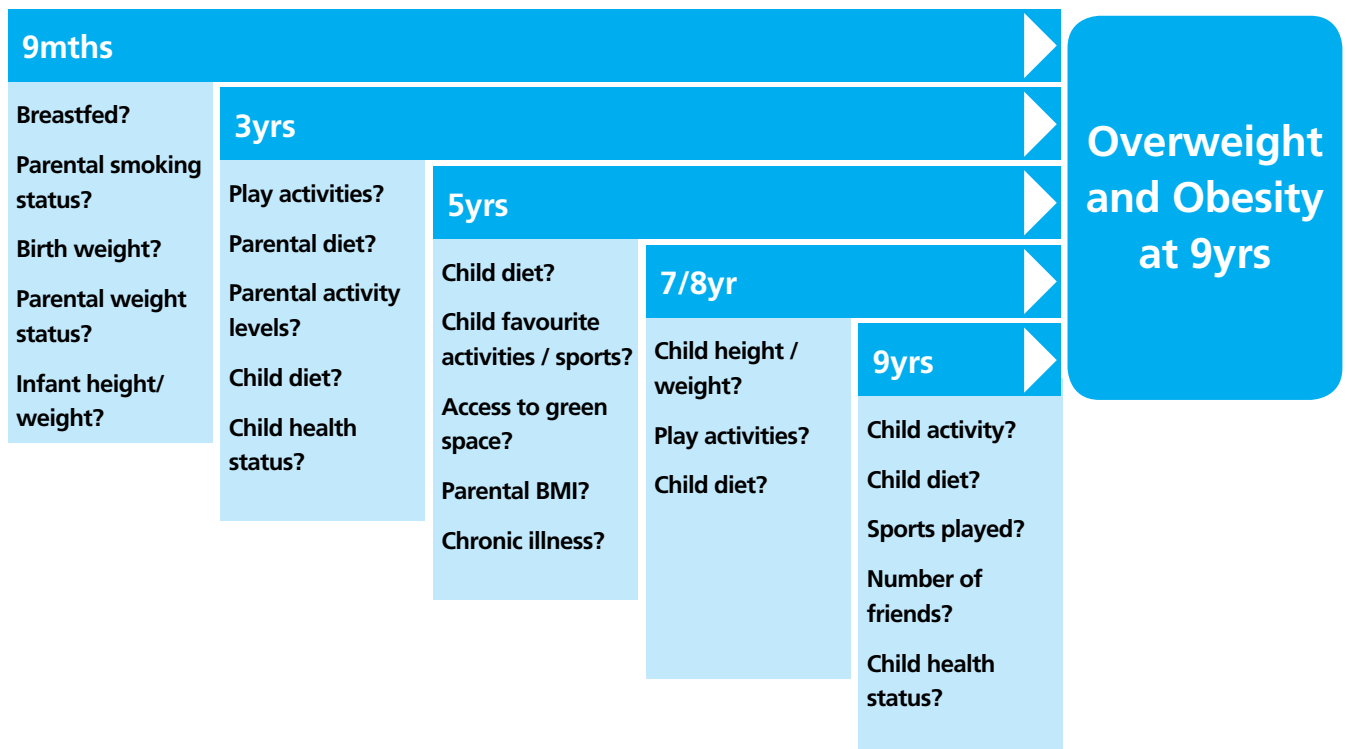 9mths
Breastfed?
Parental smoking
status?
Birth weight?
Parental weight
status?
Infant height/
weight?
3yrs
Play activities?
Parental diet?
Parental activity
levels?
Child diet?
Child health
status?
5yrs
Child diet?
Child favourite
activities / sports?
Access to green
space?
Parental BMI?
Chronic illness?
7/8yr
Child height /
weight?
Play activities?
Child diet?
9yrs
Child activity?
Child diet?
Sports played?
Number of
friends?
Child health
status?
Overweight
and Obesity
at 9yrs